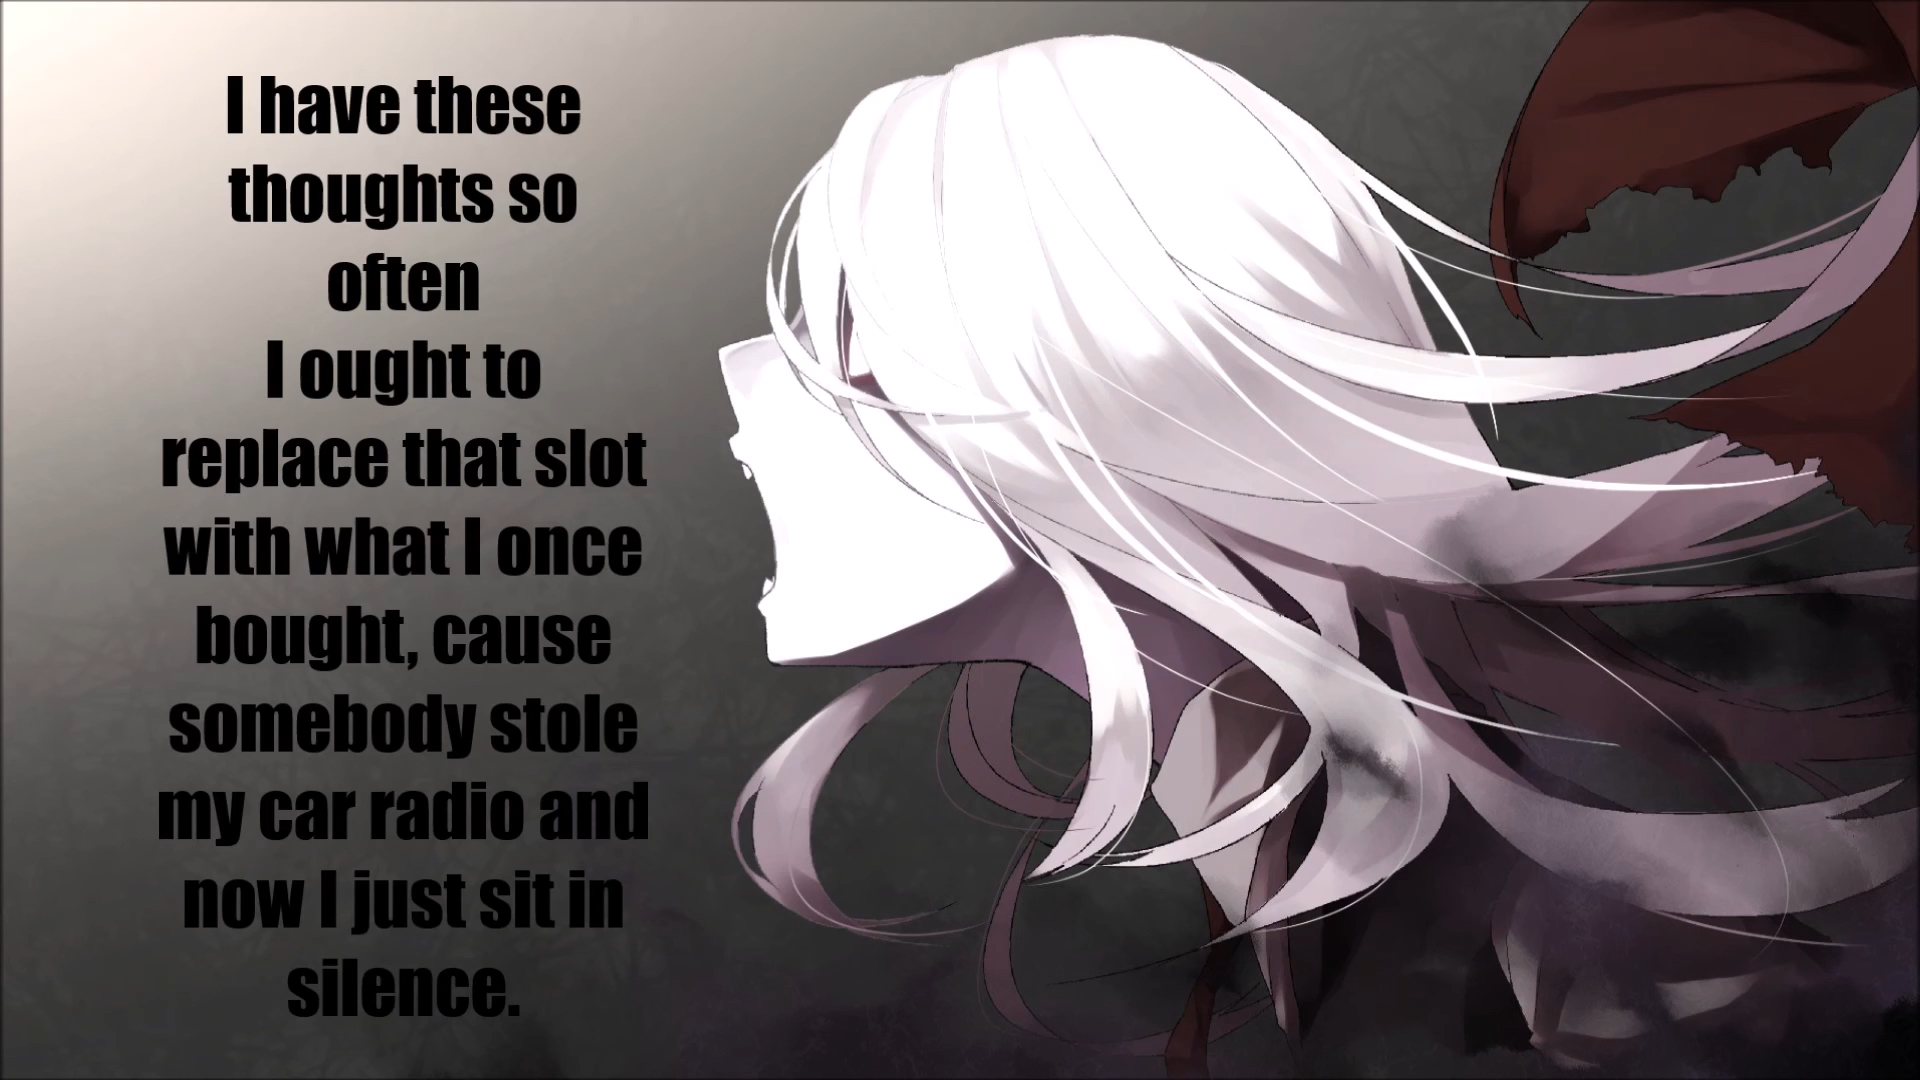 I have these
thoughts so
often
I ought to
replace that slot
with what I once
bought, cause
somebody stole
my car radio and
now I just sit in
silence.